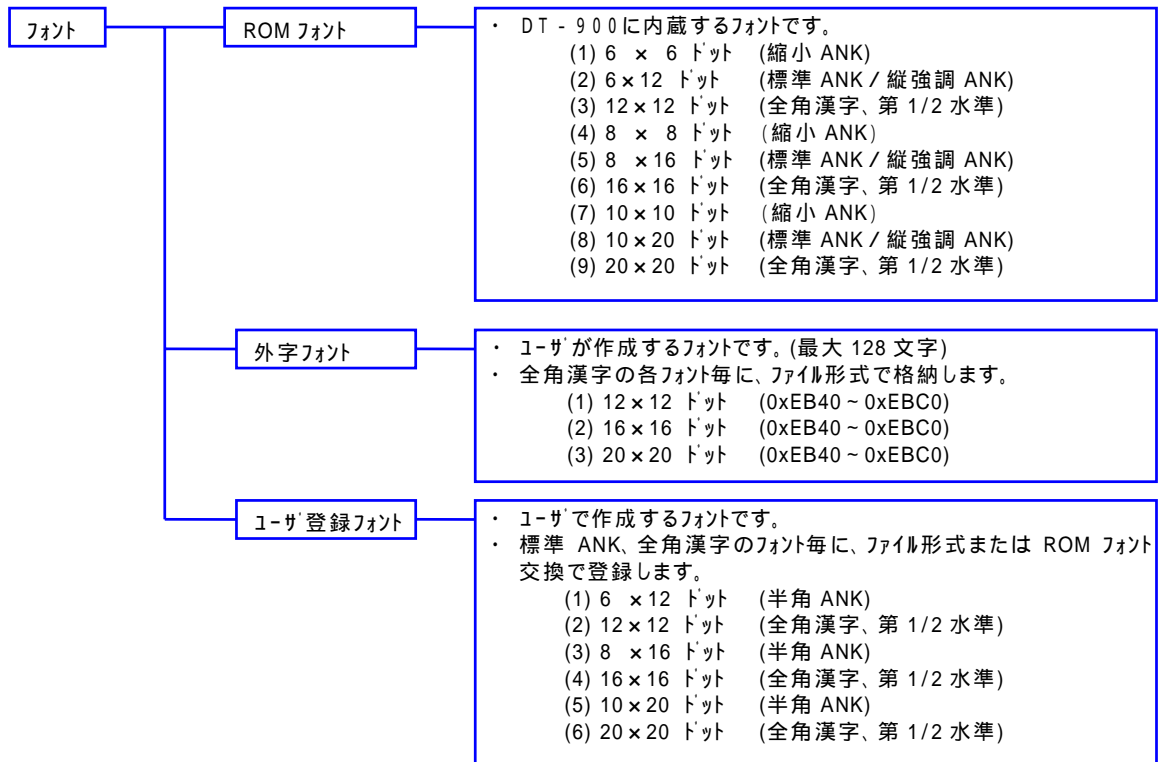 ﾌｫﾝﾄ
ROM ﾌｫﾝﾄ
・ ＤＴ－９００に内蔵するﾌｫﾝﾄです。
(1) 6 × 6 ﾄﾞｯﾄ (縮小 ANK)
(2) 6×12 ﾄﾞｯﾄ (標準 ANK／縦強調 ANK)
(3) 12×12 ﾄﾞｯﾄ (全角漢字、第 1/2 水準)
(4) 8 × 8 ﾄﾞｯﾄ (縮小 ANK)
(5) 8 ×16 ﾄﾞｯﾄ (標準 ANK／縦強調 ANK)
(6) 16×16 ﾄﾞｯﾄ (全角漢字、第 1/2 水準)
(7) 10×10 ﾄﾞｯﾄ (縮小 ANK)
(8) 10×20 ﾄﾞｯﾄ (標準 ANK／縦強調 ANK)
(9) 20×20 ﾄﾞｯﾄ (全角漢字、第 1/2 水準)
外字ﾌｫﾝﾄ
・ ﾕｰｻﾞが作成するﾌｫﾝﾄです。(最大 128 文字)
・ 全角漢字の各ﾌｫﾝﾄ毎に、ﾌｧｲﾙ形式で格納します。
(1) 12×12 ﾄﾞｯﾄ (0xEB40～0xEBC0)
(2) 16×16 ﾄﾞｯﾄ (0xEB40～0xEBC0)
(3) 20×20 ﾄﾞｯﾄ (0xEB40～0xEBC0)
ﾕｰｻﾞ登録ﾌｫﾝﾄ
・ ﾕｰｻﾞで作成するﾌｫﾝﾄです。
・ 標準 ANK、全角漢字のﾌｫﾝﾄ毎に、ﾌｧｲﾙ形式または ROM ﾌｫﾝﾄ
交換で登録します。
(1) 6 ×12 ﾄﾞｯﾄ (半角 ANK)
(2) 12×12 ﾄﾞｯﾄ (全角漢字、第 1/2 水準)
(3) 8 ×16 ﾄﾞｯﾄ (半角 ANK)
(4) 16×16 ﾄﾞｯﾄ (全角漢字、第 1/2 水準)
(5) 10×20 ﾄﾞｯﾄ (半角 ANK)
(6) 20×20 ﾄﾞｯﾄ (全角漢字、第 1/2 水準)